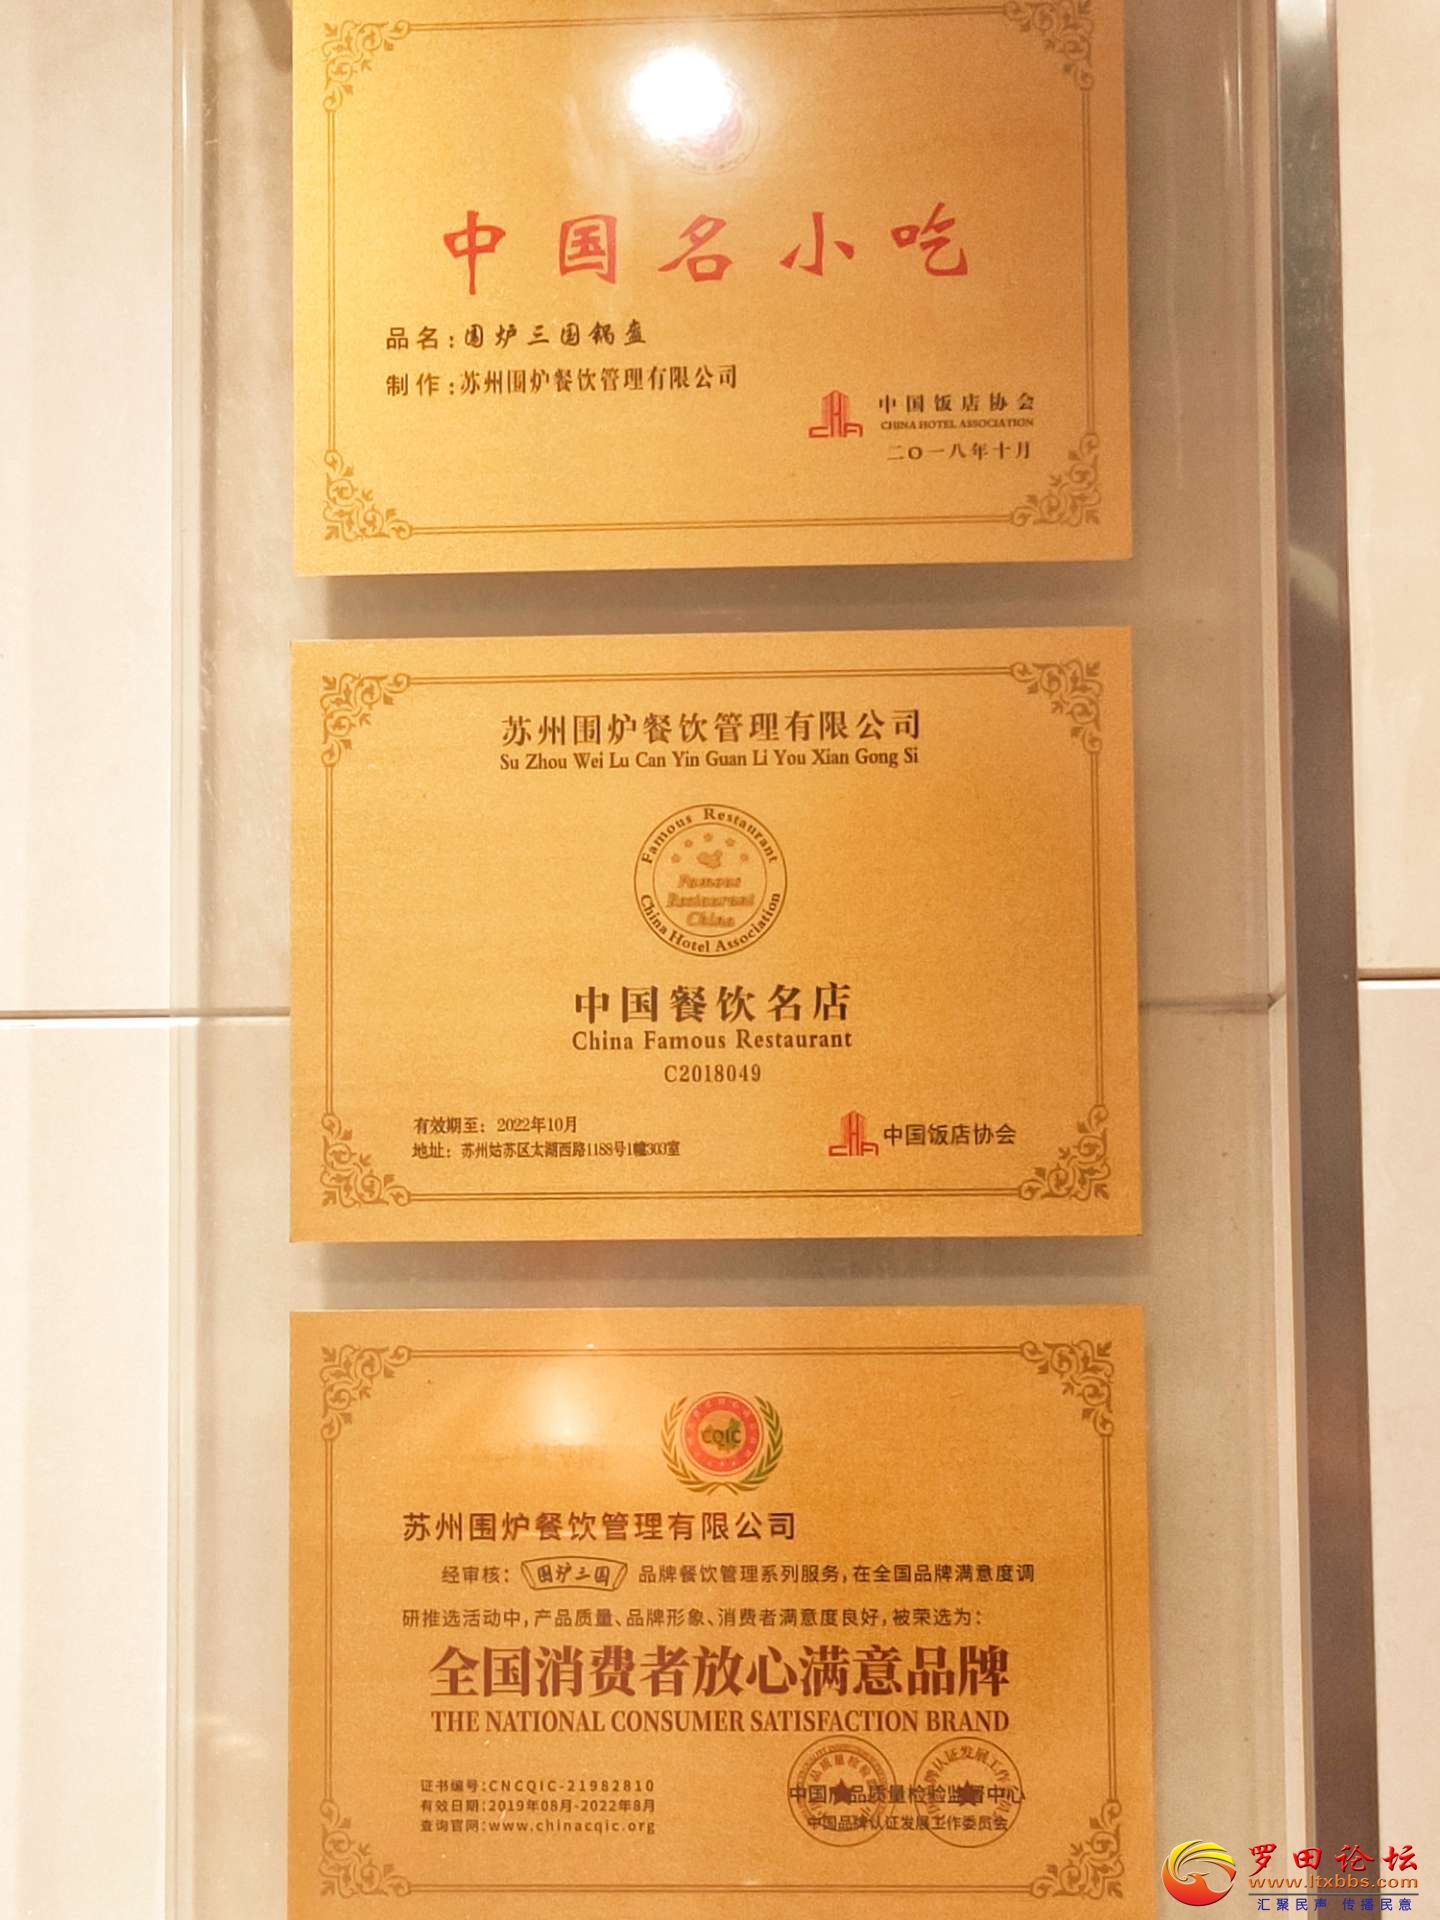 中国名小吃
品名：围炉三国锅盔
制作：苏州围炉餐饮管理有限公司
中国饭店协会
CHINA HOTEL ASSOCIATION
二〇一八年十月
苏州围炉餐饮管理有限公司
Su Zhou Wei Lu Can Yin Guan Li You Xian Gong Si
Famous Restaurant
Famous
Restaurant
China
China Hotel Association
中国餐饮名店
China Famous Restaurant
C2018049
有效期至：2022年10月
地址：苏州姑苏区太湖西路1188号1幢303室
CHA 中国饭店协会
CQIC
苏州围炉餐饮管理有限公司
经审核：围炉三国 品牌餐饮管理系列服务，在全国品牌满意度调
研推选活动中，产品质量、品牌形象、消费者满意度良好，被荣选为：
全国消费者放心满意品牌
THE NATIONAL CONSUMER SATISFACTION BRAND
证书编号：CNCQIC-21982810
有效日期：2019年08月-2022年8月
查询官网：www.chinacqic.org
中国产品质量检验监督中心
中国品牌认证发展工作委员会
罗田论坛
www.ltxbbs.com
汇聚民声 传播民意